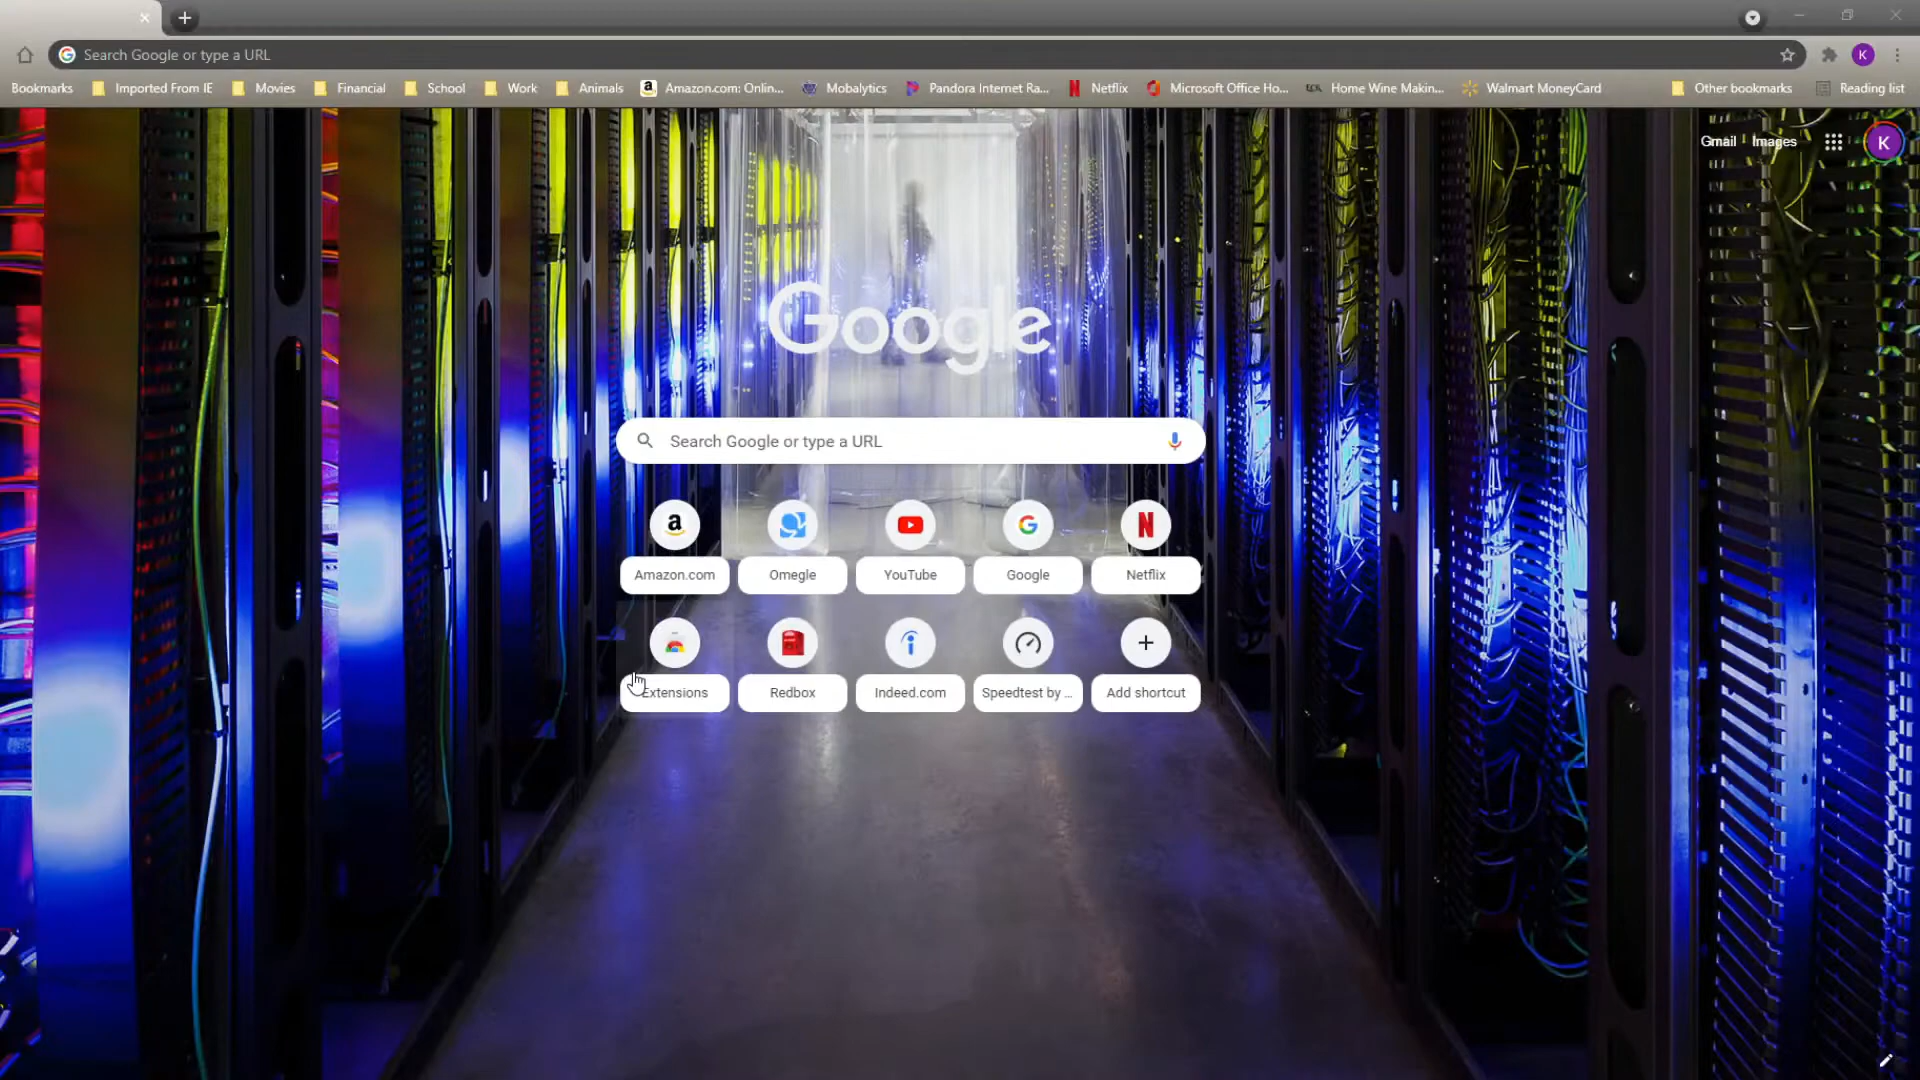 Search Google or type a URL
Bookmarks Imported From IE Movies Financial School Work Animals Amazon.com: Onlin... Mobalytics Pandora Internet Ra... Netflix Microsoft Office Ho... Home Wine Makin... Walmart MoneyCard Other bookmarks Reading list
Gmail Images K
K
Google
Search Google or type a URL
Amazon.com Omegle YouTube Google Netflix
Extensions Redbox Indeed.com Speedtest by ... Add shortcut